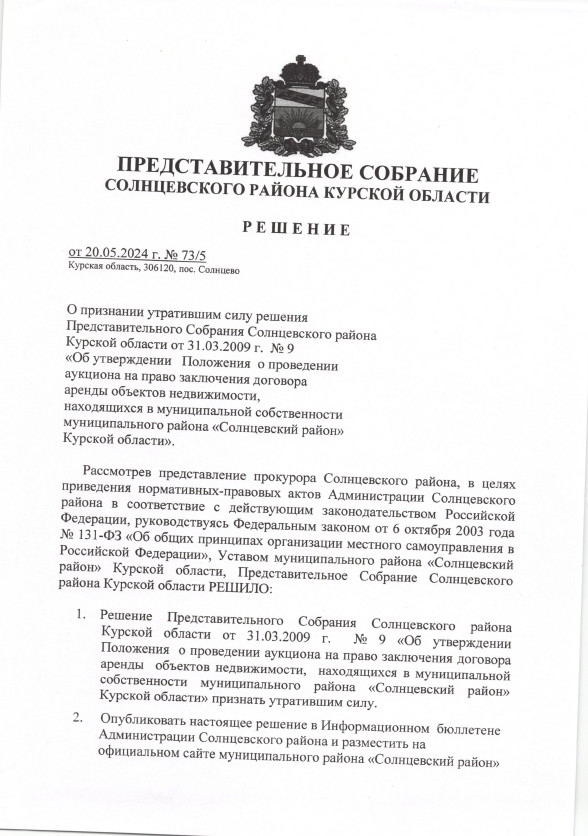 ПРЕДСТАВИТЕЛЬНОЕ СОБРАНИЕ
СОЛНЦЕВСКОГО РАЙОНА КУРСКОЙ ОБЛАСТИ
Р Е Ш Е Н И Е
от 20.05.2024 г. № 73/5
Курская область, 306120, пос. Солнцево
О признании утратившим силу решения
Представительного Собрания Солнцевского района
Курской области от 31.03.2009 г. № 9
«Об утверждении Положения о проведении
аукциона на право заключения договора
аренды объектов недвижимости,
находящихся в муниципальной собственности
муниципального района «Солнцевский район»
Курской области».
Рассмотрев представление прокурора Солнцевского района, в целях
приведения нормативных-правовых актов Администрации Солнцевского
района в соответствие с действующим законодательством Российской
Федерации, руководствуясь Федеральным законом от 6 октября 2003 года
№ 131-ФЗ «Об общих принципах организации местного самоуправления в
Российской Федерации», Уставом муниципального района «Солнцевский
район» Курской области, Представительное Собрание Солнцевского
района Курской области РЕШИЛО:
1. Решение Представительного Собрания Солнцевского района
Курской области от 31.03.2009 г. № 9 «Об утверждении
Положения о проведении аукциона на право заключения договора
аренды объектов недвижимости, находящихся в муниципальной
собственности муниципального района «Солнцевский район»
Курской области» признать утратившим силу.
2. Опубликовать настоящее решение в Информационном бюллетене
Администрации Солнцевского района и разместить на
официальном сайте муниципального района «Солнцевский район»